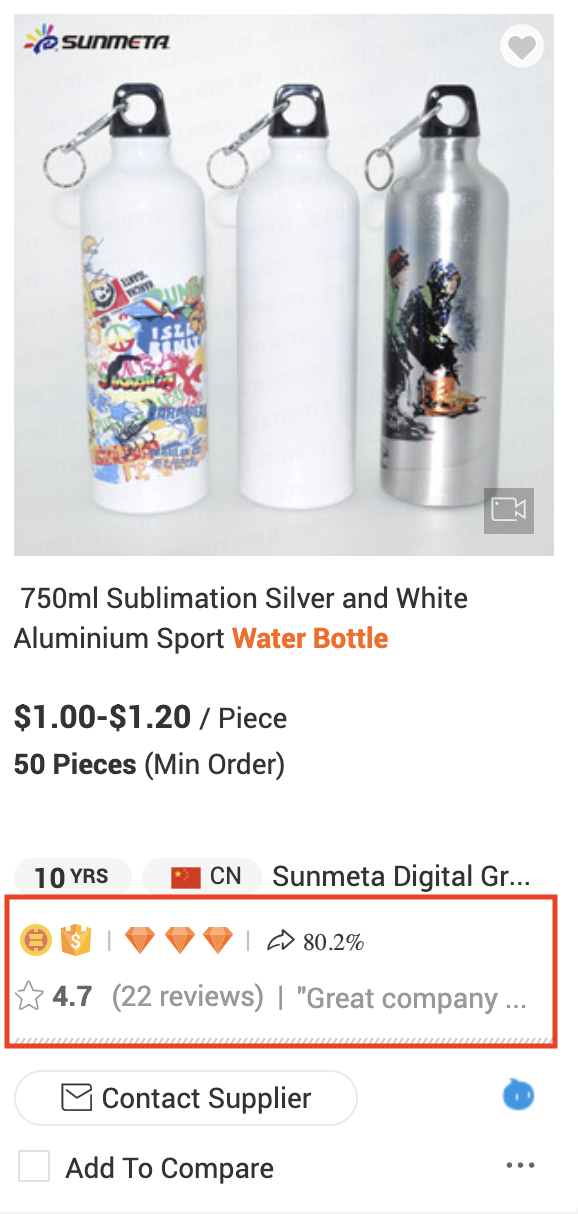 SUNMETA
750ml Sublimation Silver and White
Aluminium Sport Water Bottle
$1.00-$1.20 / Piece
50 Pieces (Min Order)
10 YRS CN Sunmeta Digital Gr...
| | 80.2%
4.7 (22 reviews) | "Great company ...
Contact Supplier
Add To Compare